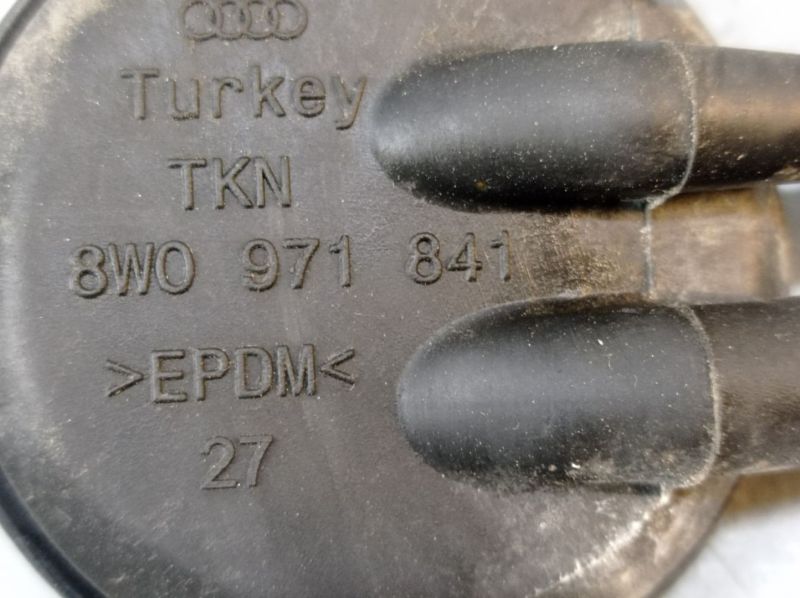 Turkey
TKN
8W0 971 841
>EPDM<
27